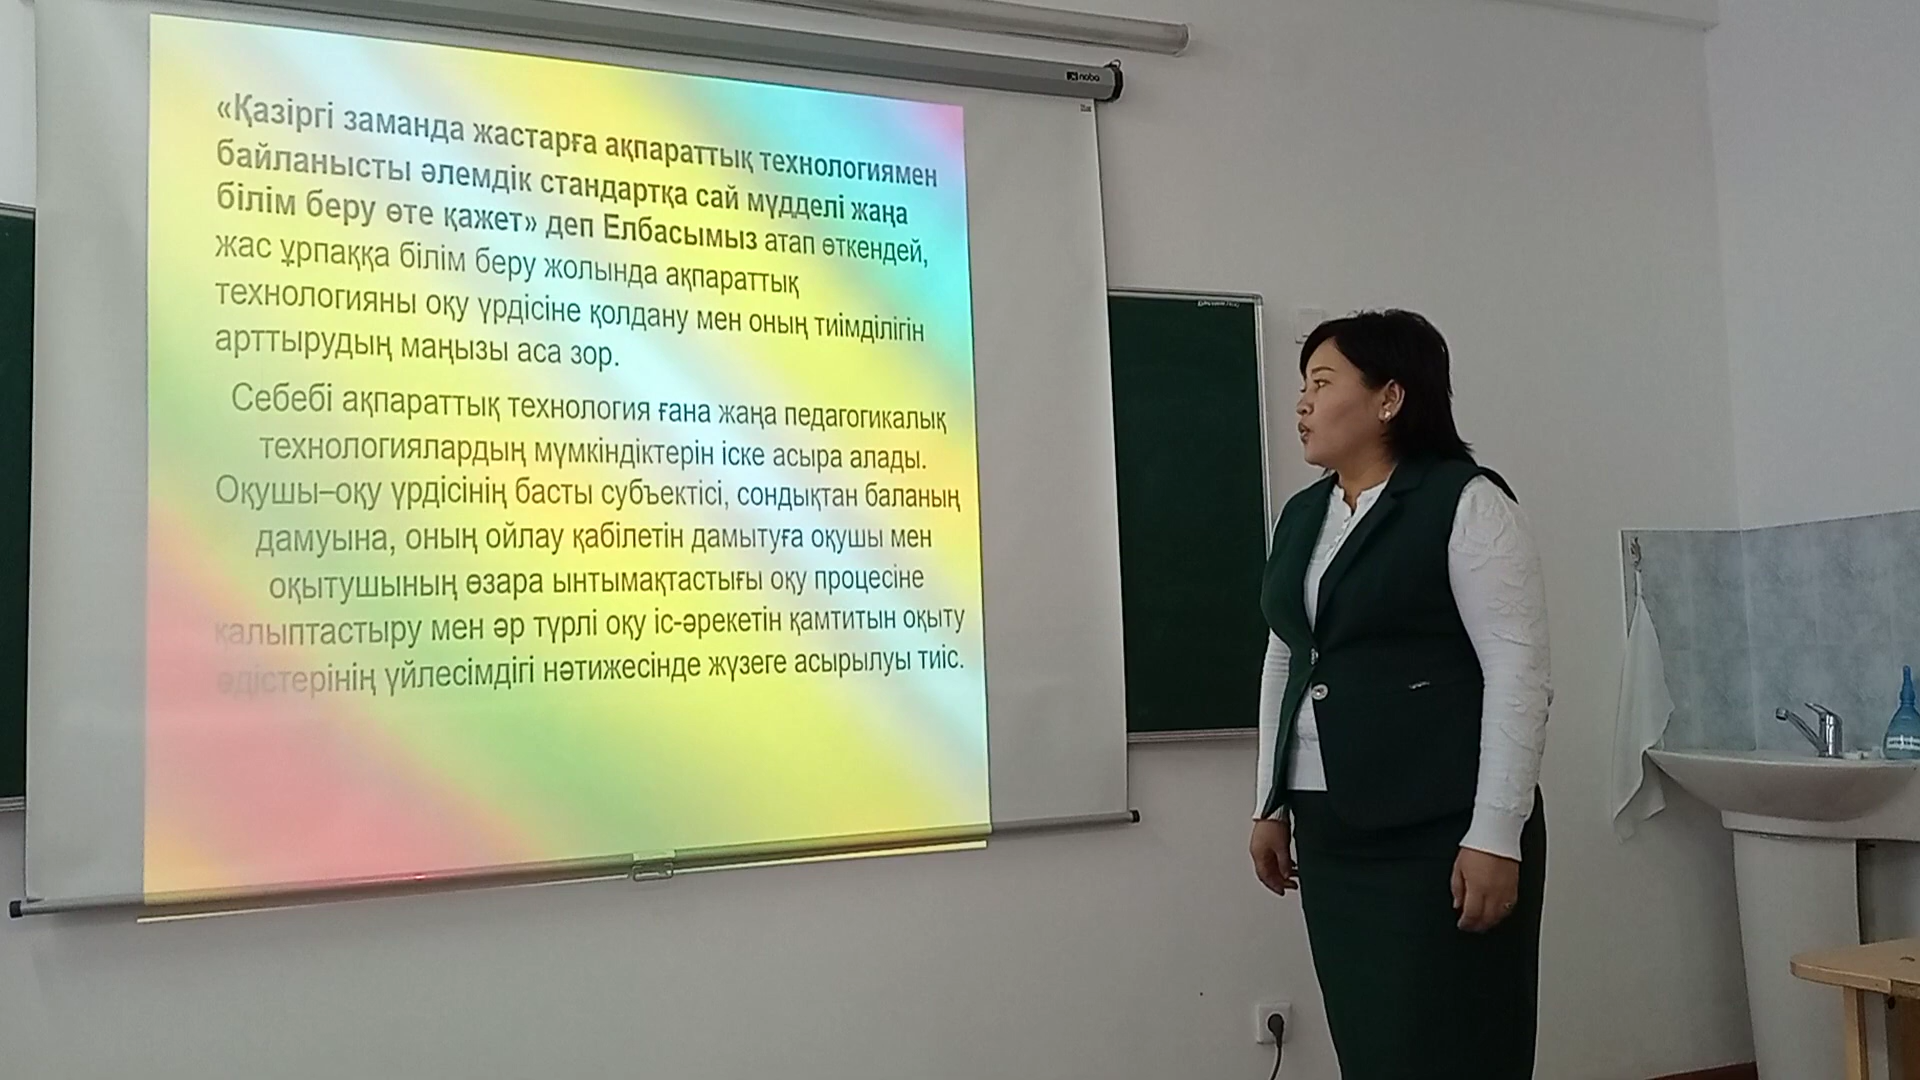 «Қазіргі заманда жастарға ақпараттық технологиямен
байланысты әлемдік стандартқа сай мүдделі жаңа
білім беру өте қажет» деп Елбасымыз атап өткендей,
жас ұрпаққа білім беру жолында ақпараттық
технологияны оқу үрдісіне қолдану мен оның тиімділігін
арттырудың маңызы аса зор.
Себебі ақпараттық технология ғана жаңа педагогикалық
технологиялардың мүмкіндіктерін іске асыра алады.
Оқушы–оқу үрдісінің басты субъектісі, сондықтан баланың
дамуына, оның ойлау қабілетін дамытуға оқушы мен
оқытушының өзара ынтымақтастығы оқу процесіне
қалыптастыру мен әр түрлі оқу іс-әрекетін қамтитын оқыту
әдістерінің үйлесімдігі нәтижесінде жүзеге асырылуы тиіс.
nobo